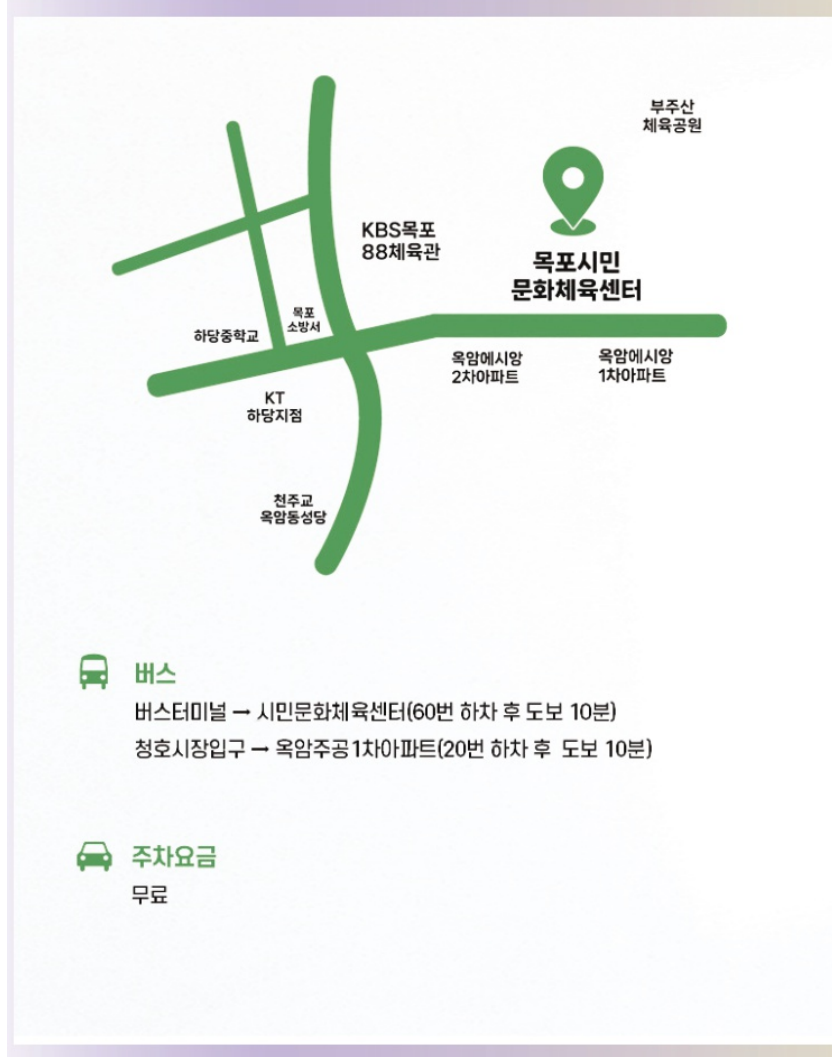 부주산
체육공원
KBS목포
88체육관
목포시민
문화체육센터
목포
소방서
하당중학교
옥암에시앙
2차아파트
옥암에시앙
1차아파트
KT
하당지점
천주교
옥암동성당
버스
버스터미널 → 시민문화체육센터(60번 하차 후 도보 10분)
청호시장입구 → 옥암주공1차아파트(20번 하차 후 도보 10분)
주차요금
무료